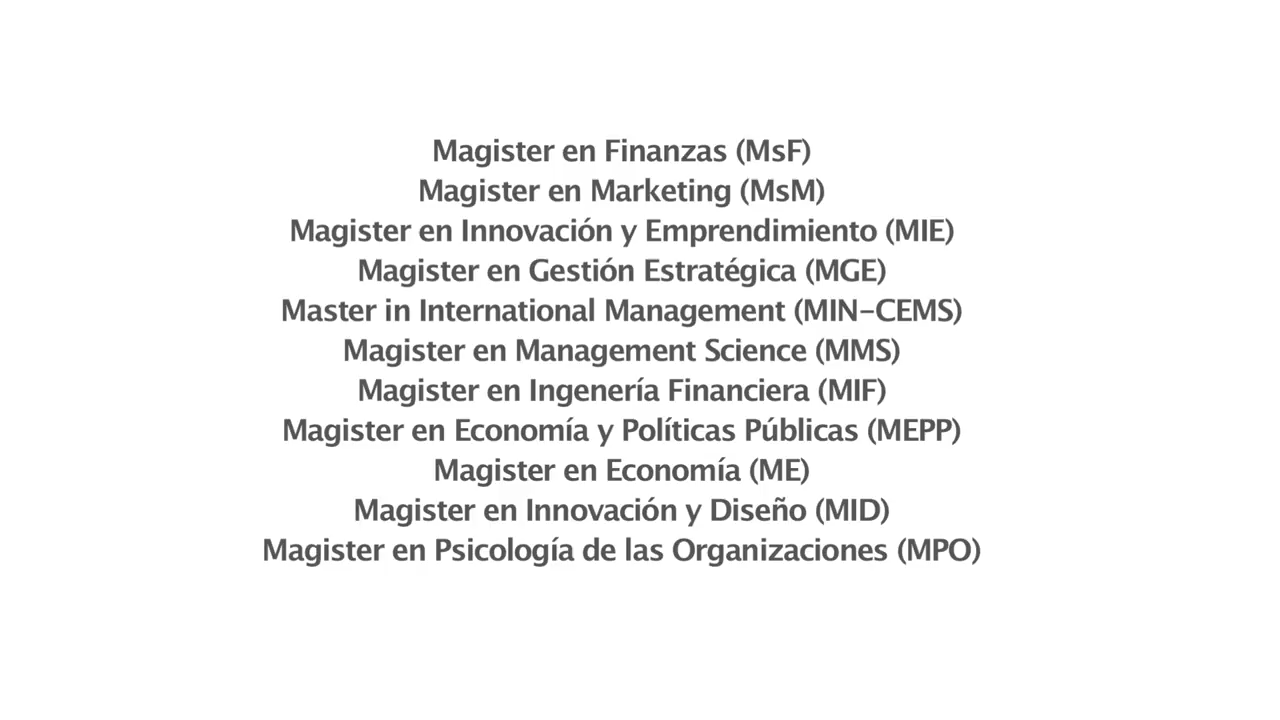 Magister en Finanzas (MsF)
Magister en Marketing (MsM)
Magister en Innovación y Emprendimiento (MIE)
Magister en Gestión Estratégica (MGE)
Master in International Management (MIN-CEMS)
Magister en Management Science (MMS)
Magister en Ingenería Financiera (MIF)
Magister en Economía y Políticas Públicas (MEPP)
Magister en Economía (ME)
Magister en Innovación y Diseño (MID)
Magister en Psicología de las Organizaciones (MPO)